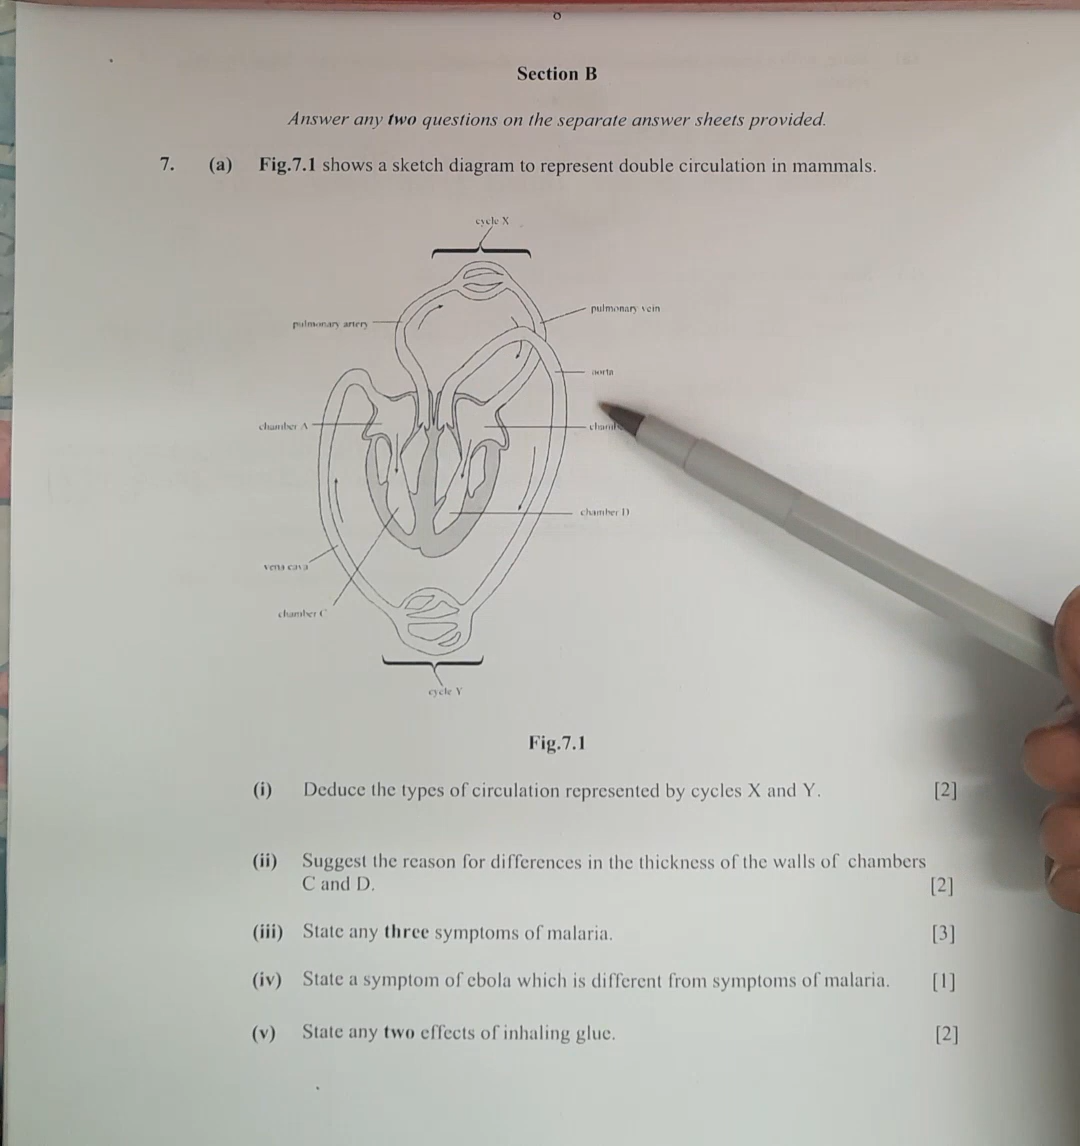 Section B
Answer any two questions on the separate answer sheets provided.
7. (a) Fig.7.1 shows a sketch diagram to represent double circulation in mammals.
cycle X
pulmonary vein
pulmonary artery
aorta
chamber A
chamber D
vena cava
chamber C
cycle Y
Fig.7.1
(i) Deduce the types of circulation represented by cycles X and Y. [2]
(ii) Suggest the reason for differences in the thickness of the walls of chambers
C and D. [2]
(iii) State any three symptoms of malaria. [3]
(iv) State a symptom of ebola which is different from symptoms of malaria. [1]
(v) State any two effects of inhaling glue. [2]